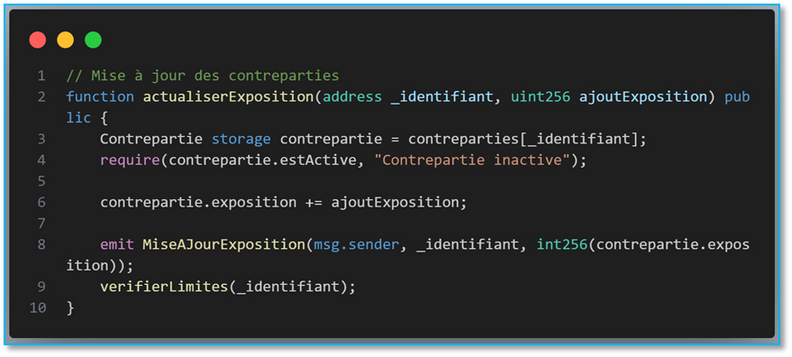 1 // Mise à jour des contreparties
2 function actualiserExposition(address _identifiant, uint256 ajoutExposition) pub
lic {
3 Contrepartie storage contrepartie = contreparties[_identifiant];
4 require(contrepartie.estActive, "Contrepartie inactive");
5
6 contrepartie.exposition += ajoutExposition;
7
8 emit MiseAJourExposition(msg.sender, _identifiant, int256(contrepartie.expos
ition));
9 verifierLimites(_identifiant);
10 }